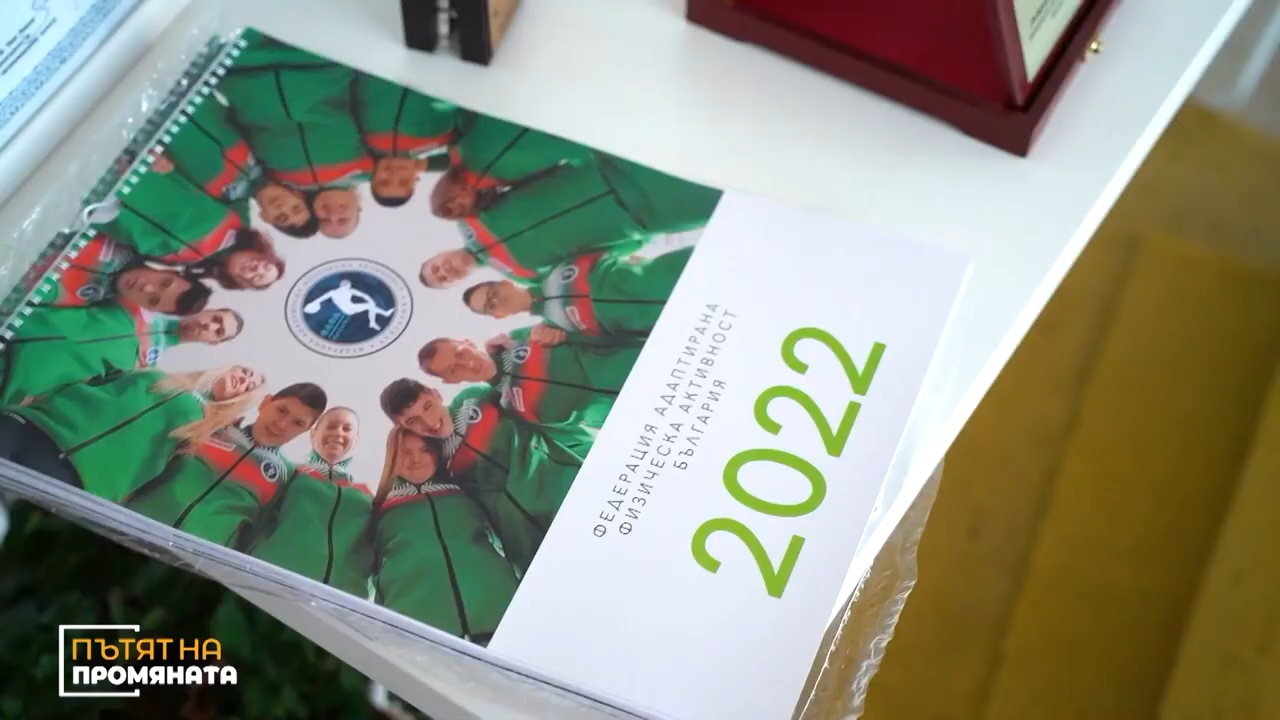 ФЕДЕРАЦИЯ АДАПТИРАНА
ФИЗИЧЕСКА АКТИВНОСТ
БЪЛГАРИЯ
2022
ПЪТЯТ НА
ПРОМЯНАТА